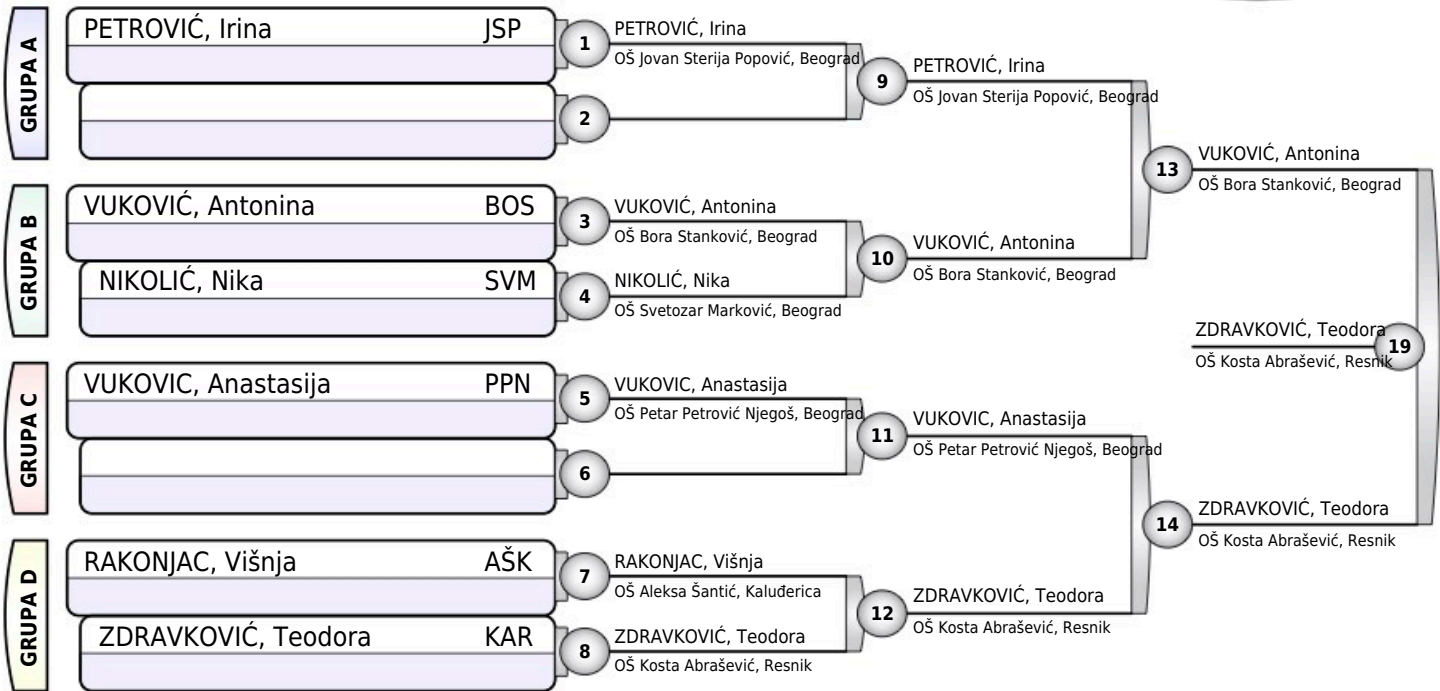 GRUPA A
PETROVIĆ, Irina JSP
1
PETROVIĆ, Irina
OŠ Jovan Sterija Popović, Beograd
2
9
PETROVIĆ, Irina
OŠ Jovan Sterija Popović, Beograd
13
VUKOVIĆ, Antonina
OŠ Bora Stanković, Beograd
GRUPA B
VUKOVIĆ, Antonina BOS
3
VUKOVIĆ, Antonina
OŠ Bora Stanković, Beograd
NIKOLIĆ, Nika SVM
4
NIKOLIĆ, Nika
OŠ Svetozar Marković, Beograd
10
VUKOVIĆ, Antonina
OŠ Bora Stanković, Beograd
ZDRAVKOVIĆ, Teodora
OŠ Kosta Abrašević, Resnik
19
GRUPA C
VUKOVIC, Anastasija PPN
5
VUKOVIC, Anastasija
OŠ Petar Petrović Njegoš, Beograd
6
11
VUKOVIC, Anastasija
OŠ Petar Petrović Njegoš, Beograd
14
ZDRAVKOVIĆ, Teodora
OŠ Kosta Abrašević, Resnik
GRUPA D
RAKONJAC, Višnja AŠK
7
RAKONJAC, Višnja
OŠ Aleksa Šantić, Kaluđerica
ZDRAVKOVIĆ, Teodora KAR
8
ZDRAVKOVIĆ, Teodora
OŠ Kosta Abrašević, Resnik
12
ZDRAVKOVIĆ, Teodora
OŠ Kosta Abrašević, Resnik